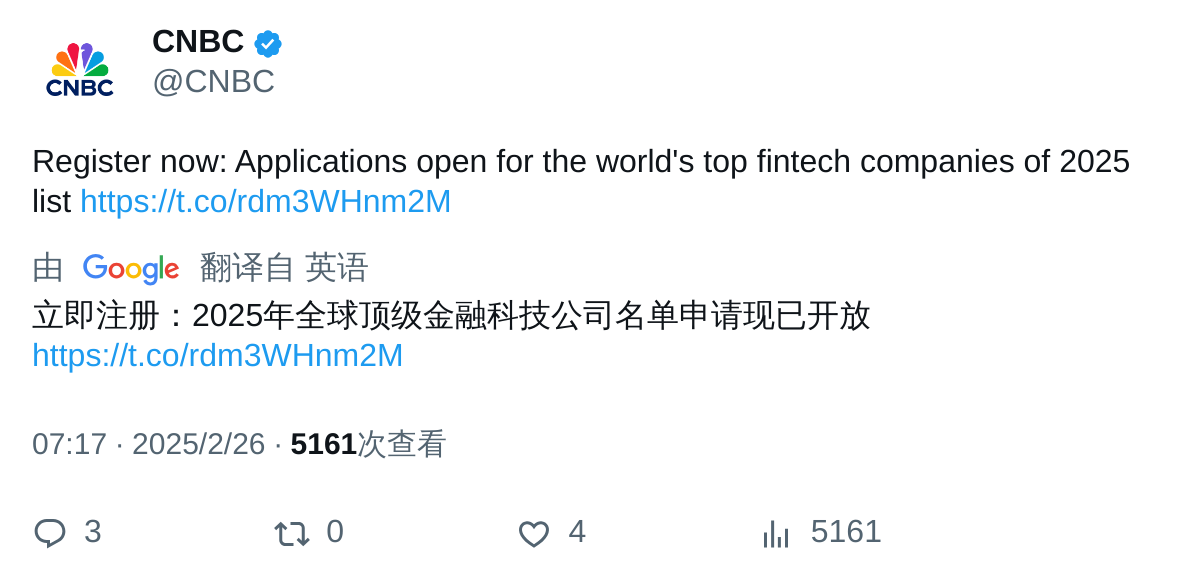 CNBC
@CNBC
CNBC
Register now: Applications open for the world's top fintech companies of 2025
list https://t.co/rdm3WHnm2M
由 Google 翻译自 英语
立即注册：2025年全球顶级金融科技公司名单申请现已开放
https://t.co/rdm3WHnm2M
07:17 · 2025/2/26 · 5161次查看
3 0 4 5161